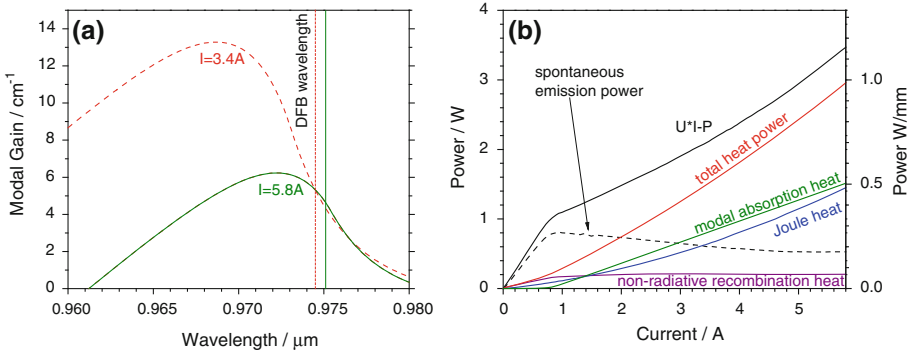 (a)
I=3.4A
I=5.8A
DFB wavelength
Modal Gain / cm⁻¹
14
12
10
8
6
4
2
0
0.960
0.965
0.970
0.975
0.980
Wavelength / μm
(b)
spontaneous
emission power
U*I-P
total heat power
modal absorption heat
Joule heat
non-radiative recombination heat
Power / W
4
3
2
1
0
0
1
2
3
4
5
Current / A
1.0
0.5
0.0
Power W/mm